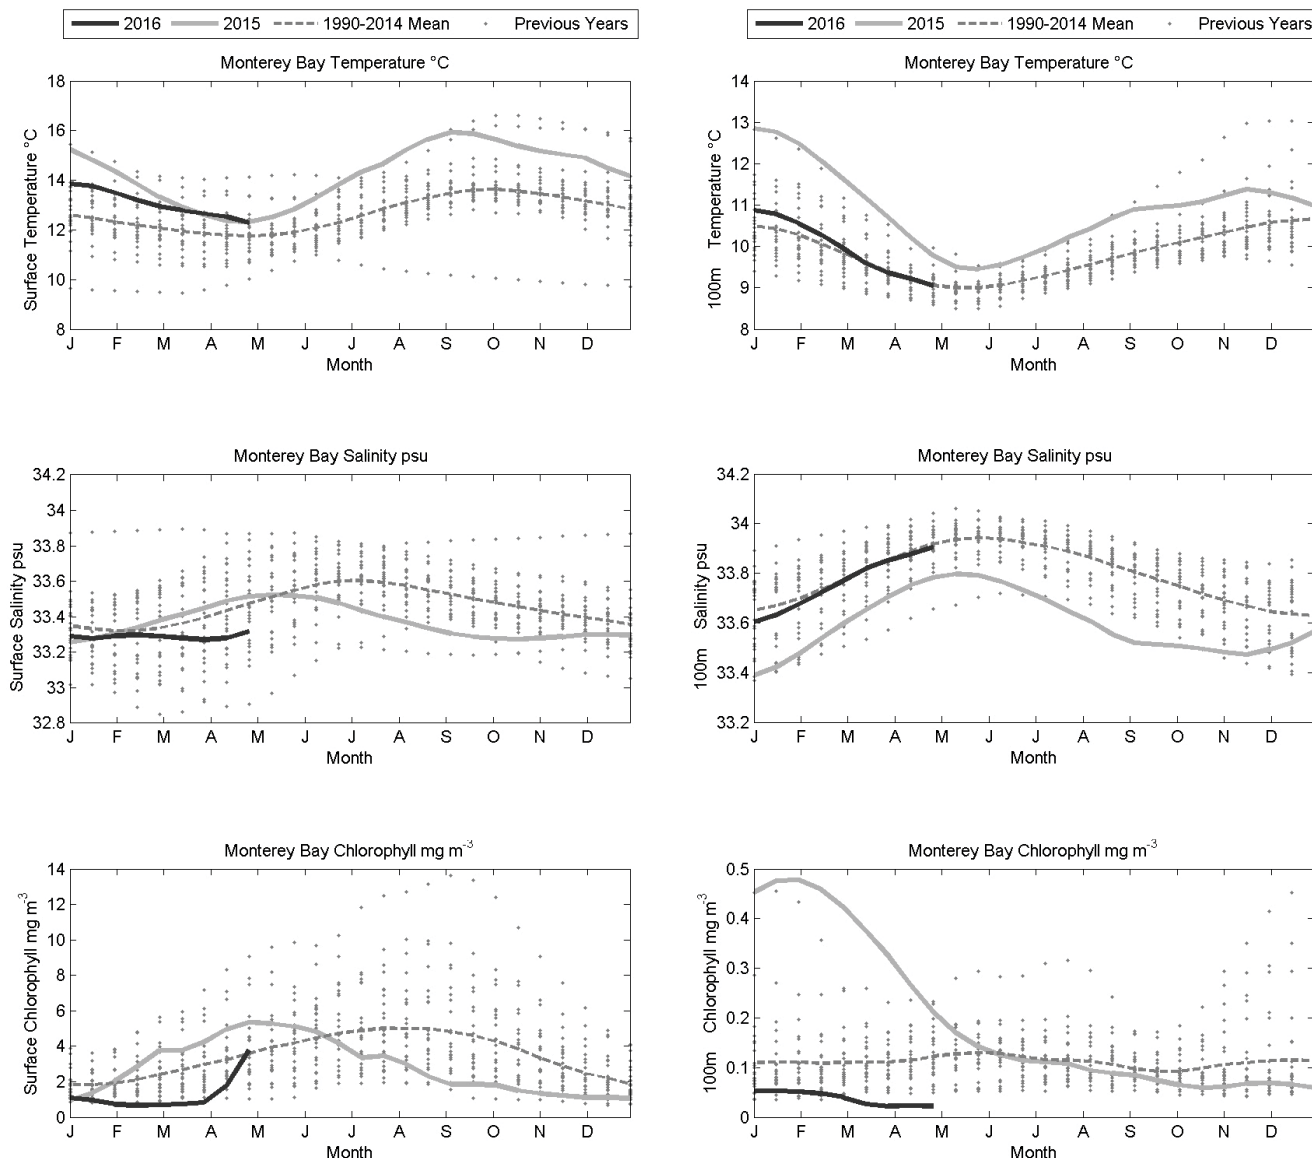 2016 2015 1990-2014 Mean Previous Years
Monterey Bay Temperature °C
Surface Temperature °C
18
16
14
12
10
8
J F M A M J J A S O N D
Month
2016 2015 1990-2014 Mean Previous Years
Monterey Bay Temperature °C
100m Temperature °C
14
13
12
11
10
9
8
J F M A M J J A S O N D
Month
Monterey Bay Salinity psu
Surface Salinity psu
34.2
34
33.8
33.6
33.4
33.2
33
32.8
J F M A M J J A S O N D
Month
Monterey Bay Salinity psu
100m Salinity psu
34.2
34
33.8
33.6
33.4
33.2
J F M A M J J A S O N D
Month
Monterey Bay Chlorophyll mg m⁻³
Surface Chlorophyll mg m⁻³
14
12
10
8
6
4
2
0
J F M A M J J A S O N D
Month
Monterey Bay Chlorophyll mg m⁻³
100m Chlorophyll mg m⁻³
0.5
0.4
0.3
0.2
0.1
0
J F M A M J J A S O N D
Month